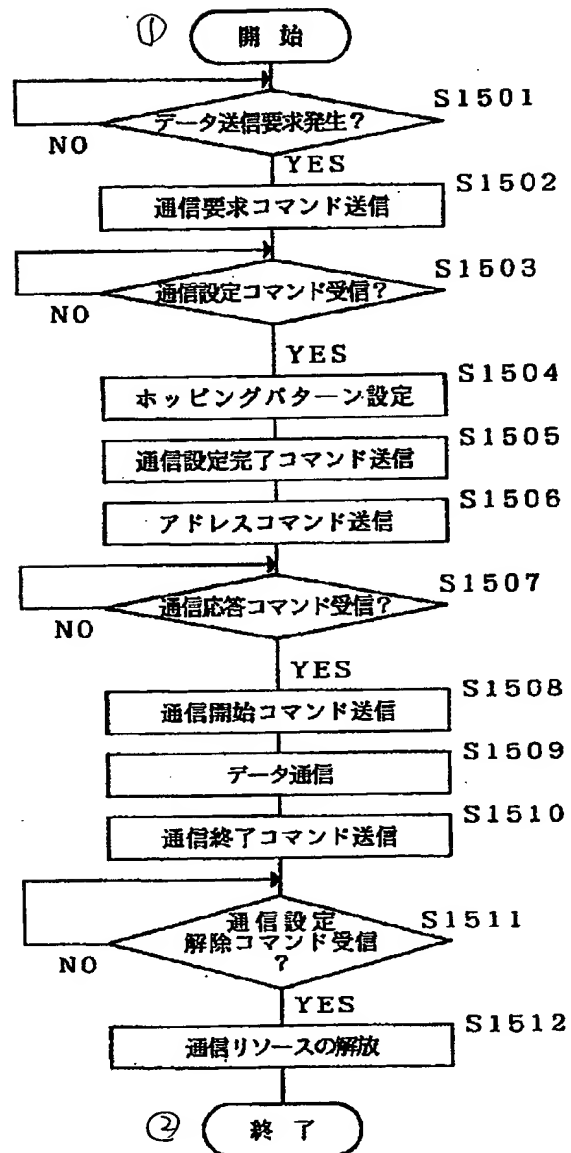 ① 開始
データ送信要求発生？ S1501
NO
YES
通信要求コマンド送信 S1502
通信設定コマンド受信？ S1503
NO
YES
ホッピングパターン設定 S1504
通信設定完了コマンド送信 S1505
アドレスコマンド送信 S1506
通信応答コマンド受信？ S1507
NO
YES
通信開始コマンド送信 S1508
データ通信 S1509
通信終了コマンド送信 S1510
通信設定
解除コマンド受信 S1511
？
NO
YES
通信リソースの解放 S1512
② 終了